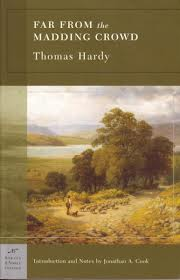 FAR FROM the
MADDING CROWD
Thomas Hardy
Introduction and Notes by Jonathan A. Cook